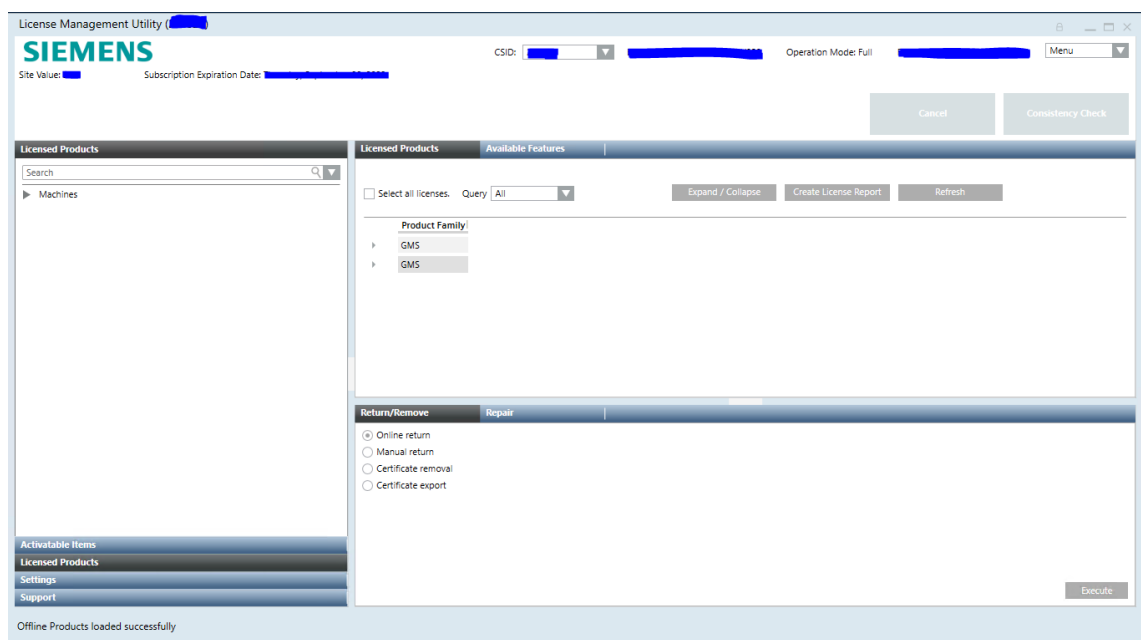 License Management Utility (
SIEMENS
CSID:
Operation Mode: Full
Menu
Site Value:
Subscription Expiration Date:
Cancel
Consistency Check
Licensed Products
Search
Machines
Licensed Products
Available Features
Select all licenses.
Query
All
Expand / Collapse
Create License Report
Refresh
Product Family
GMS
GMS
Return/Remove
Repair
Online return
Manual return
Certificate removal
Certificate export
Activatable Items
Licensed Products
Settings
Support
Execute
Offline Products loaded successfully